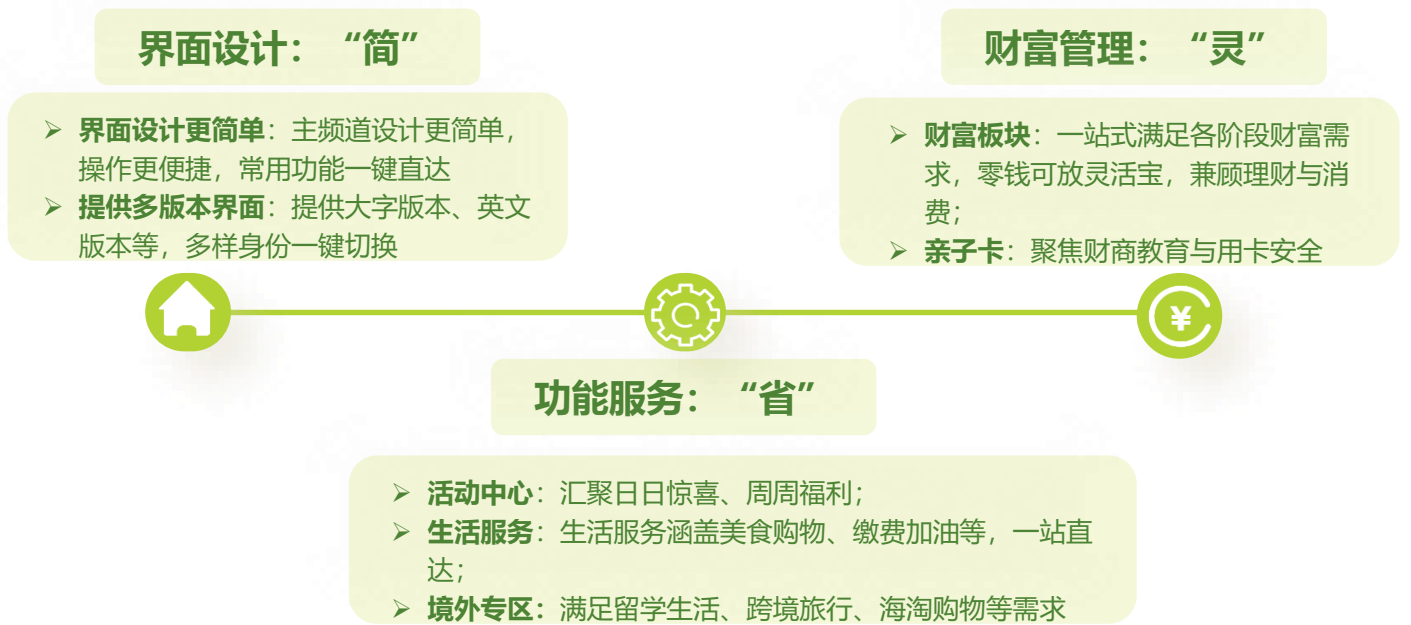 界面设计：“简”
➢ 界面设计更简单：主频道设计更简单，
操作更便捷，常用功能一键直达
➢ 提供多版本界面：提供大字版本、英文
版本等，多样身份一键切换
财富管理：“灵”
➢ 财富板块：一站式满足各阶段财富需
求，零钱可放灵活宝，兼顾理财与消
费；
➢ 亲子卡：聚焦财商教育与用卡安全
¥
功能服务：“省”
➢ 活动中心：汇聚日日惊喜、周周福利；
➢ 生活服务：生活服务涵盖美食购物、缴费加油等，一站直
达；
➢ 境外专区：满足留学生活、跨境旅行、海淘购物等需求